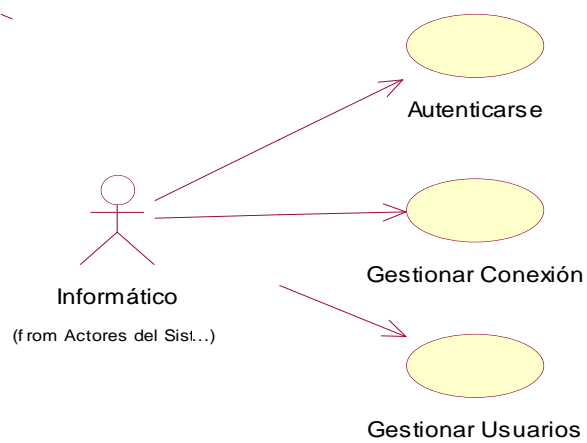 Autenticarse
Gestionar Conexión
Informático
(from Actores del Sist...)
Gestionar Usuarios